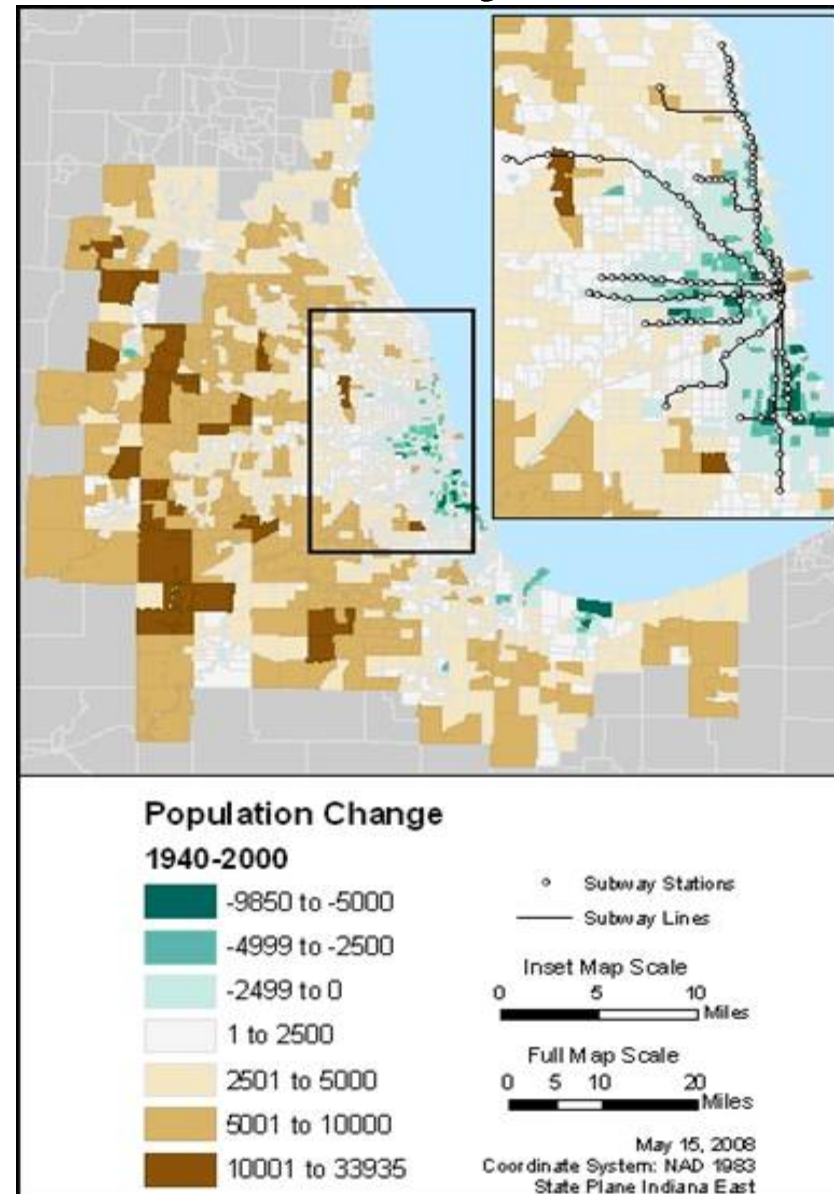 Population Change
1940-2000
-9850 to -5000
-4999 to -2500
-2499 to 0
1 to 2500
2501 to 5000
5001 to 10000
10001 to 33935
Subway Stations
Subway Lines
Inset Map Scale
0 5 10
Miles
Full Map Scale
0 5 10 20
Miles
May 15, 2008
Coordinate System: NAD 1983
State Plane Indiana East